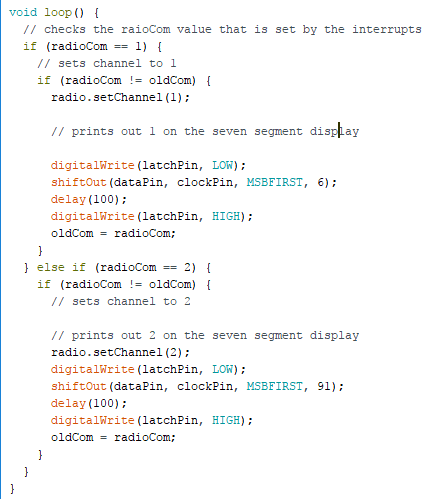 void loop() {
  // checks the raioCom value that is set by the interrupts
  if (radioCom == 1) {
    // sets channel to 1
    if (radioCom != oldCom) {
      radio.setChannel(1);

      // prints out 1 on the seven segment display

      digitalWrite(latchPin, LOW);
      shiftOut(dataPin, clockPin, MSBFIRST, 6);
      delay(100);
      digitalWrite(latchPin, HIGH);
      oldCom = radioCom;
    }
  } else if (radioCom == 2) {
    if (radioCom != oldCom) {
      // sets channel to 2

      // prints out 2 on the seven segment display
      radio.setChannel(2);
      digitalWrite(latchPin, LOW);
      shiftOut(dataPin, clockPin, MSBFIRST, 91);
      delay(100);
      digitalWrite(latchPin, HIGH);
      oldCom = radioCom;
    }
  }
}